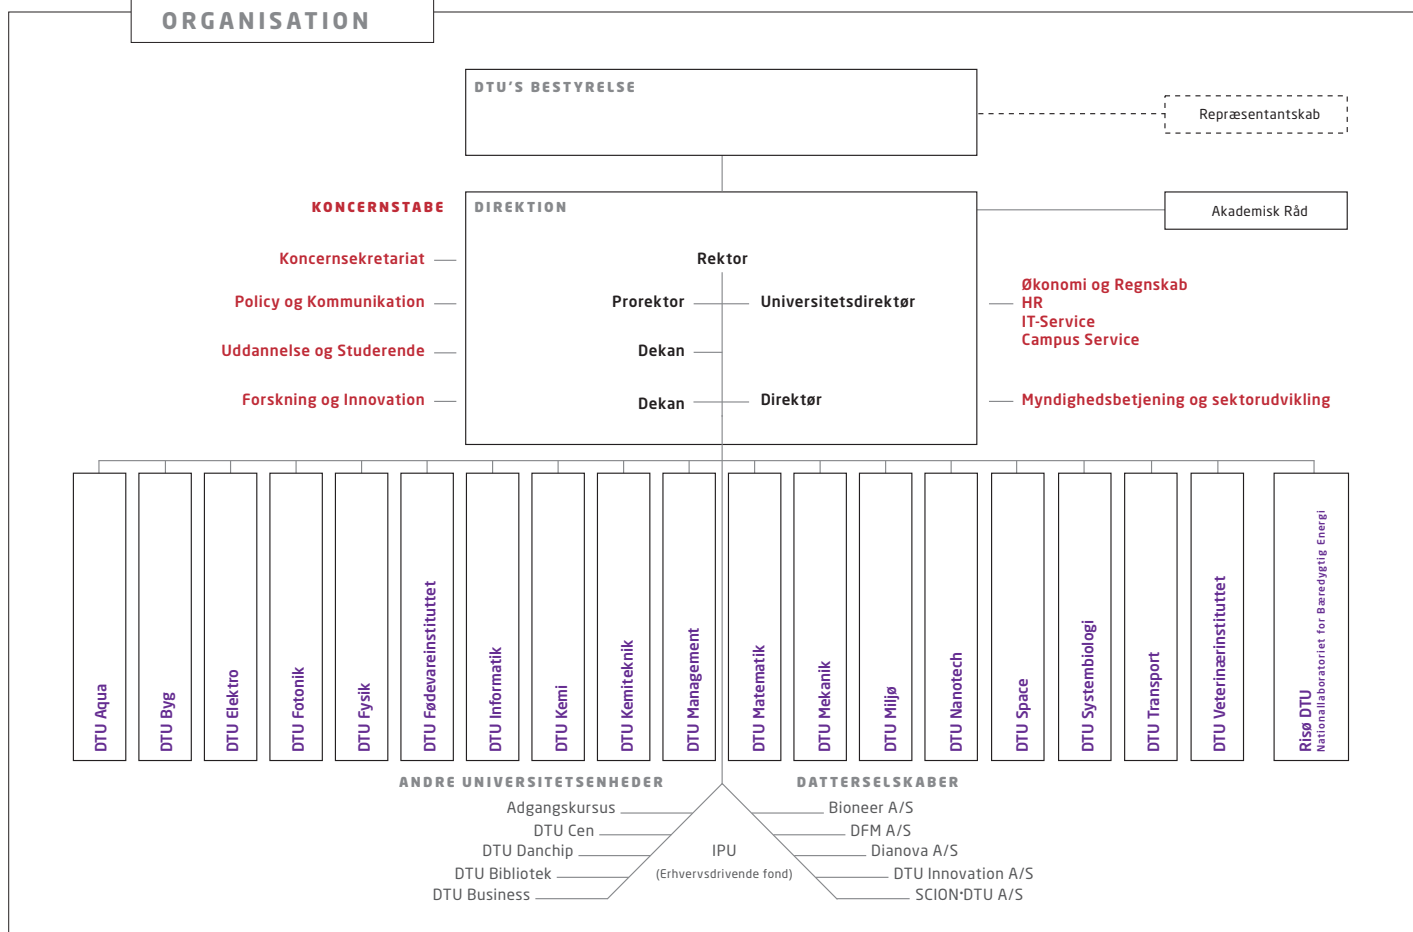 ORGANISATION
DTU'S BESTYRELSE
Repræsentantskab
KONCERNSTABE
DIREKTION
Akademisk Råd
Koncernsekretariat
Rektor
Policy og Kommunikation
Prorektor
Universitetsdirektør
Økonomi og Regnskab
HR
IT-Service
Campus Service
Uddannelse og Studerende
Dekan
Forskning og Innovation
Dekan
Direktør
Myndighedsbetjening og sektorudvikling
DTU Aqua
DTU Byg
DTU Elektro
DTU Fotonik
DTU Fysik
DTU Fødevareinstituttet
DTU Informatik
DTU Kemi
DTU Kemiteknik
DTU Management
DTU Matematik
DTU Mekanik
DTU Miljø
DTU Nanotech
DTU Space
DTU Systembiologi
DTU Transport
DTU Veterinærinstituttet
Risø DTU
Nationallaboratoriet for Bæredygtig Energi
ANDRE UNIVERSITETSENHEDER
Adgangskursus
DTU Cen
DTU Danchip
DTU Bibliotek
DTU Business
IPU
(Erhvervsdrivende fond)
DATTERSELSKABER
Bioneer A/S
DFM A/S
Dianova A/S
DTU Innovation A/S
SCION•DTU A/S